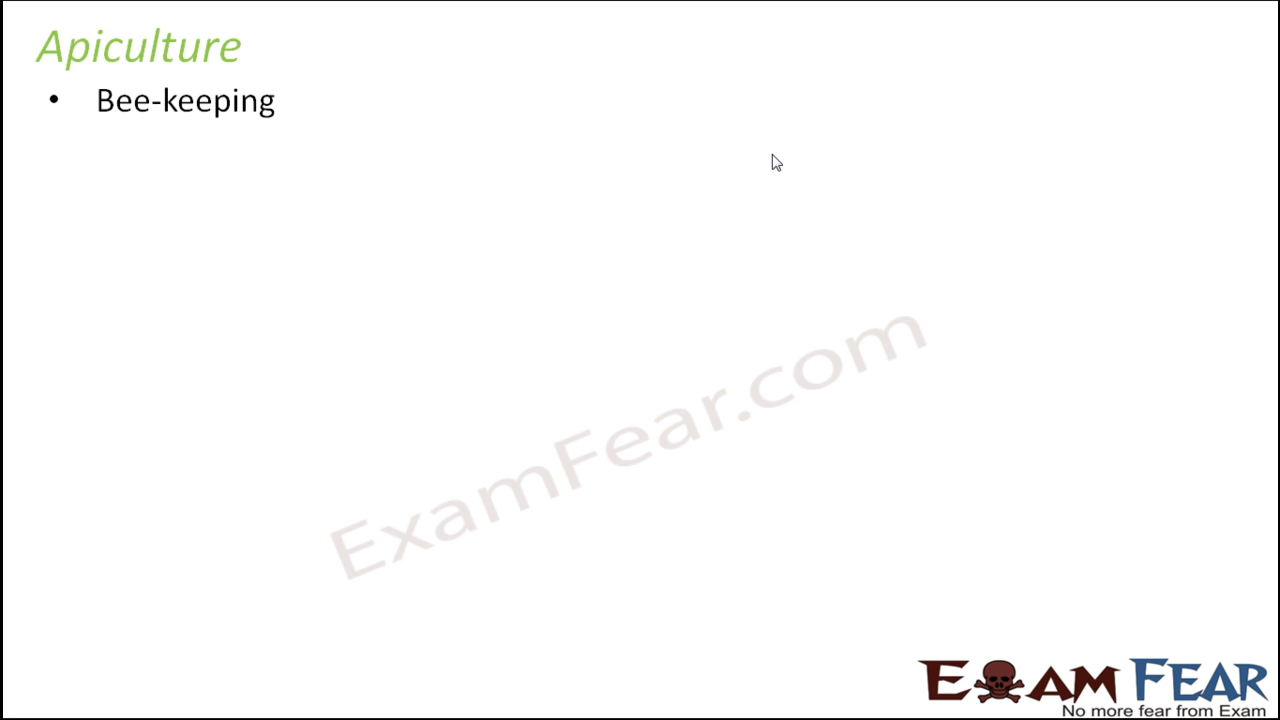 Apiculture
• Bee-keeping
ExamFear.com
EXAM FEAR
No more fear from Exam